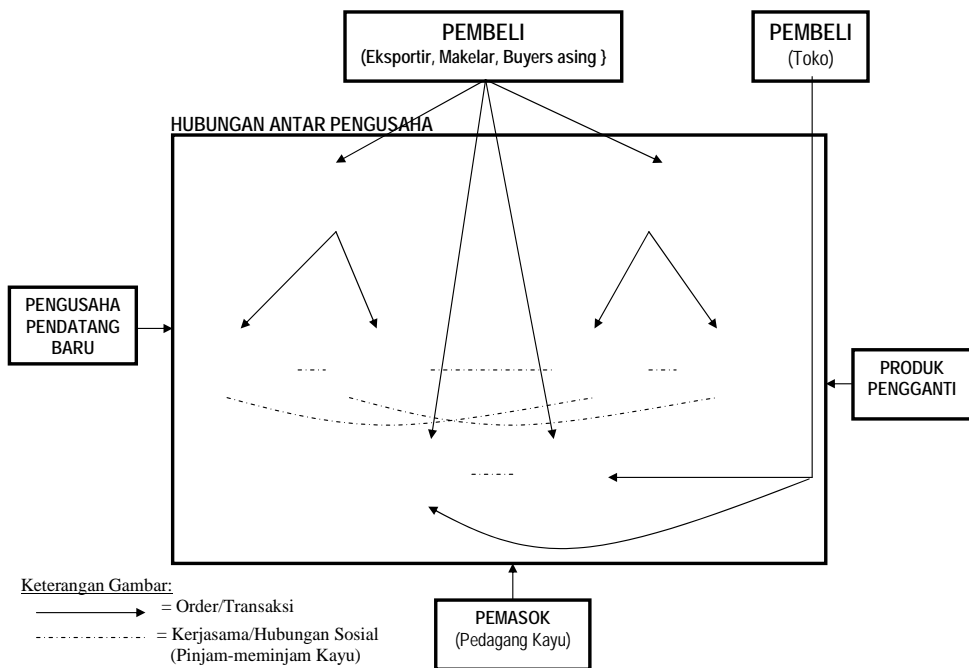 PEMBELI
(Eksportir, Makelar, Buyers asing }
PEMBELI
(Toko)
HUBUNGAN ANTAR PENGUSAHA
PENGUSAHA
PENDATANG
BARU
PRODUK
PENGGANTI
Keterangan Gambar:
= Order/Transaksi
= Kerjasama/Hubungan Sosial
(Pinjam-meminjam Kayu)
PEMASOK
(Pedagang Kayu)